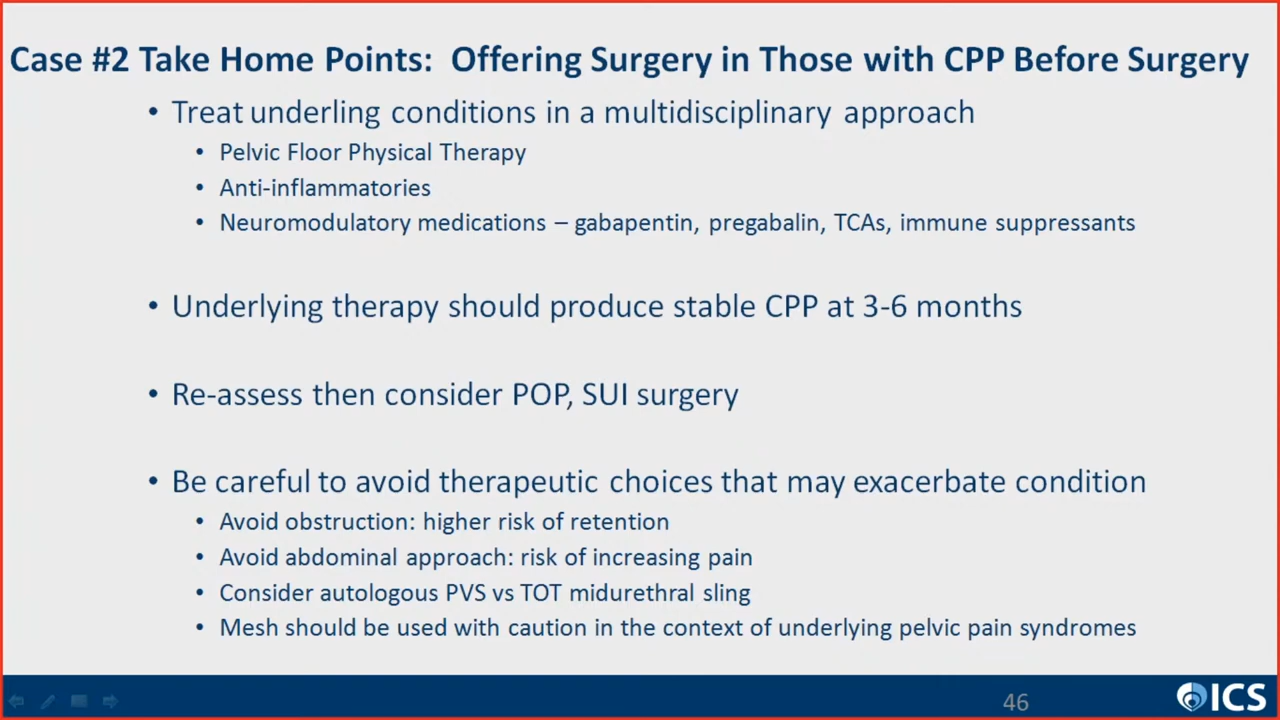 Case #2 Take Home Points: Offering Surgery in Those with CPP Before Surgery
• Treat underling conditions in a multidisciplinary approach
• Pelvic Floor Physical Therapy
• Anti-inflammatories
• Neuromodulatory medications – gabapentin, pregabalin, TCAs, immune suppressants
• Underlying therapy should produce stable CPP at 3-6 months
• Re-assess then consider POP, SUI surgery
• Be careful to avoid therapeutic choices that may exacerbate condition
• Avoid obstruction: higher risk of retention
• Avoid abdominal approach: risk of increasing pain
• Consider autologous PVS vs TOT midurethral sling
• Mesh should be used with caution in the context of underlying pelvic pain syndromes
46
ICS